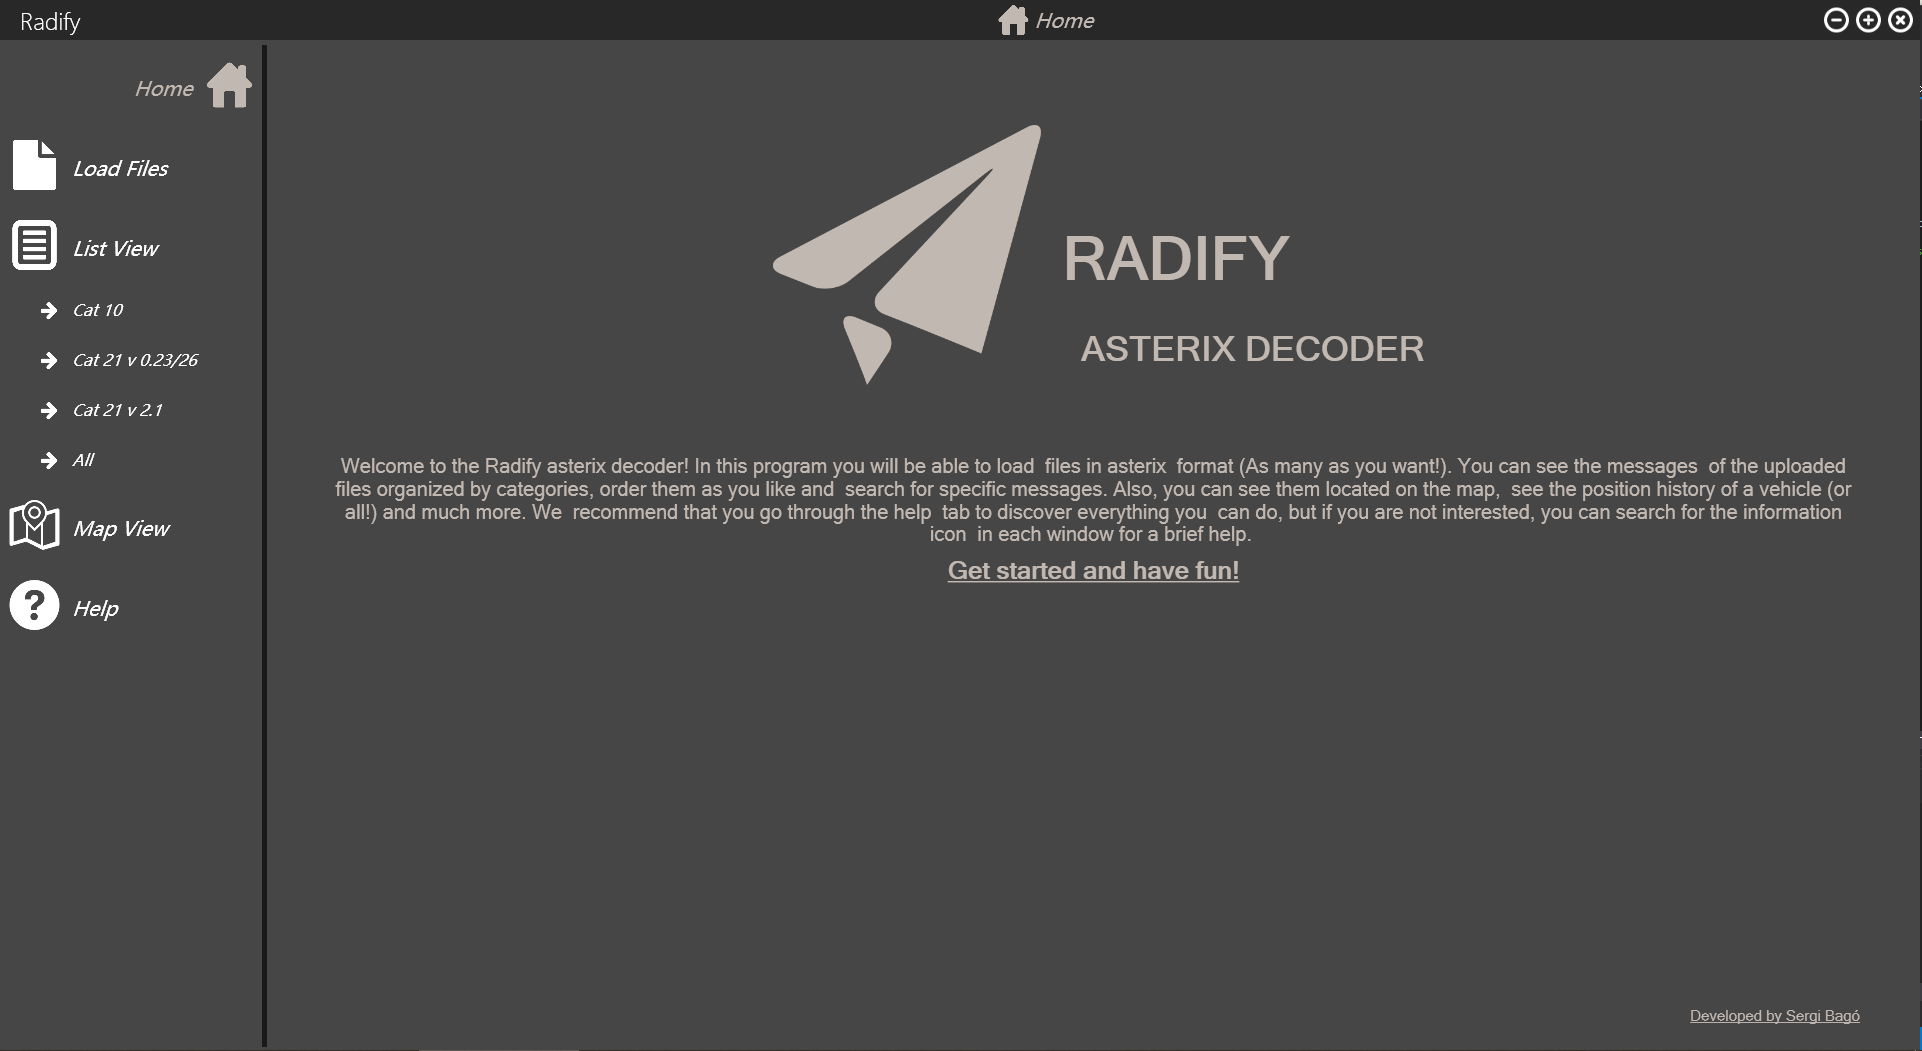 Radify
Home
Home
Load Files
List View
Cat 10
Cat 21 v 0.23/26
Cat 21 v 2.1
All
Map View
Help
RADIFY
ASTERIX DECODER
Welcome to the Radify asterix decoder! In this program you will be able to load  files in asterix  format (As many as you want!). You can see the messages  of the uploaded
files organized by categories, order them as you like and  search for specific messages. Also, you can see them located on the map,  see the position history of a vehicle (or
all!) and much more. We  recommend that you go through the help  tab to discover everything you  can do, but if you are not interested, you can search for the information
icon  in each window for a brief help.
Get started and have fun!
Developed by Sergi Bagó